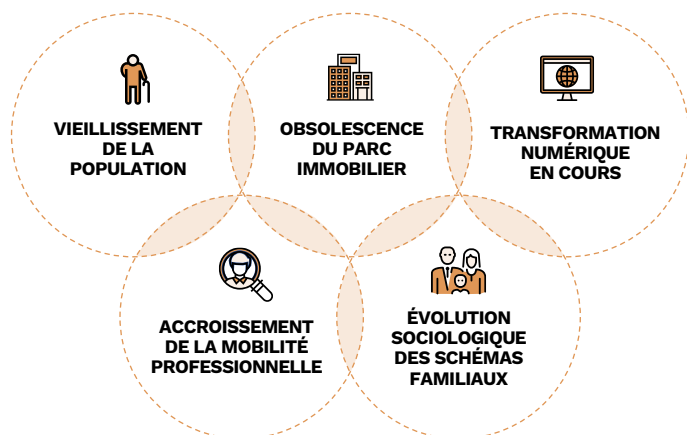 VIEILLISSEMENT
DE LA
POPULATION
OBSOLESCENCE
DU PARC
IMMOBILIER
TRANSFORMATION
NUMÉRIQUE
EN COURS
ACCROISSEMENT
DE LA MOBILITÉ
PROFESSIONNELLE
ÉVOLUTION
SOCIOLOGIQUE
DES SCHÉMAS
FAMILIAUX